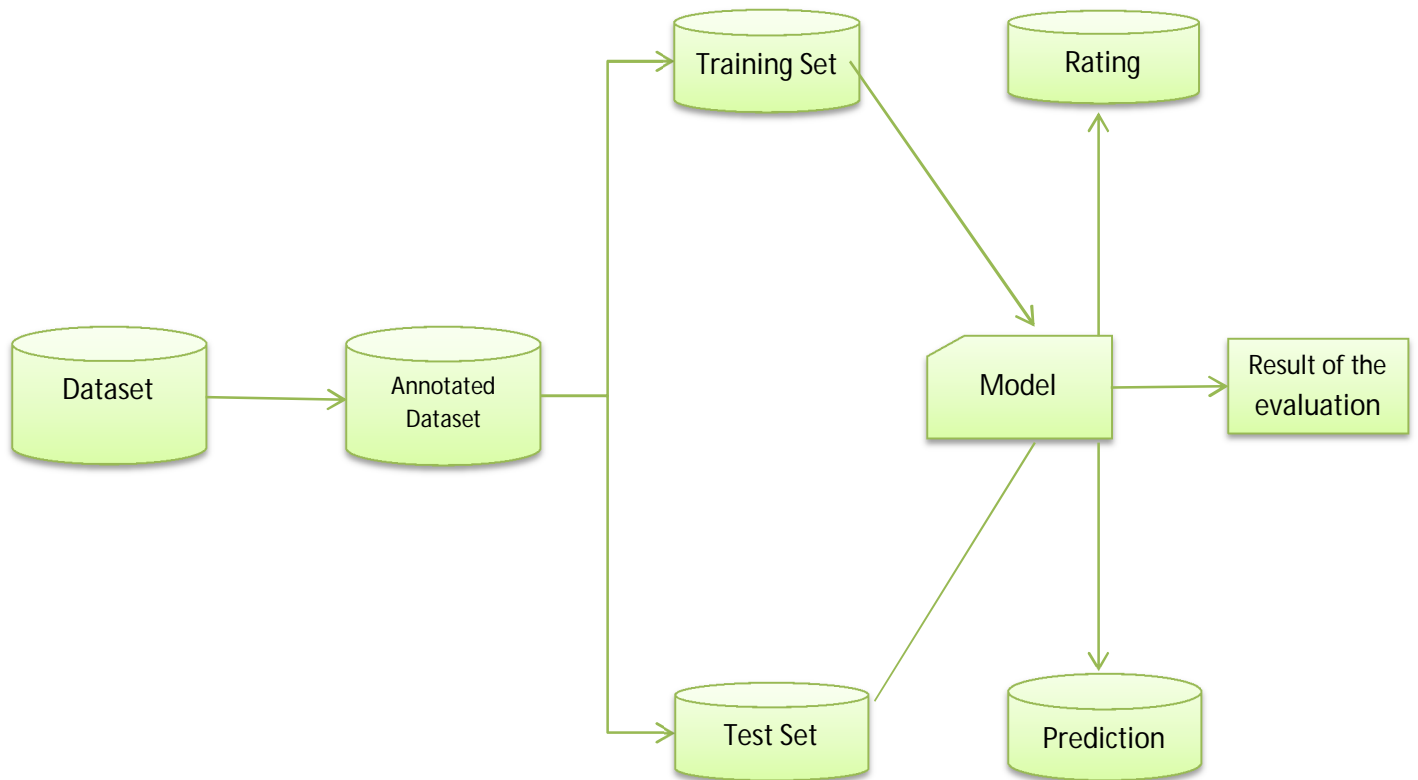 Training Set
Rating
Dataset
Annotated
Dataset
Model
Result of the
evaluation
Test Set
Prediction